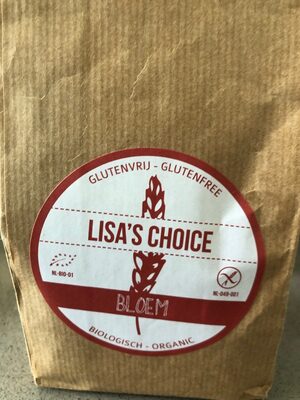 GLUTENVRIJ - GLUTENFREE
LISA'S CHOICE
NL-BIO-01
NL-049-001
BLOEM
BIOLOGISCH - ORGANIC